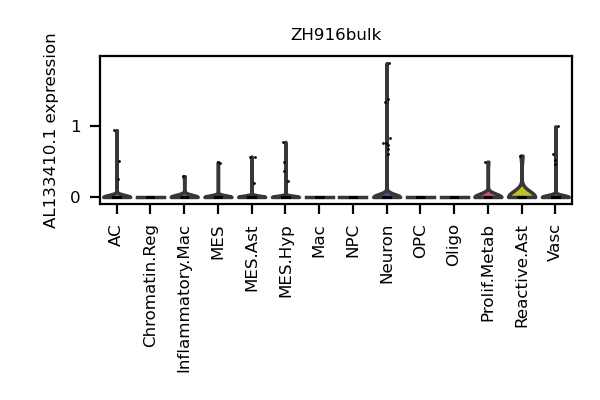 ZH916bulk
AL133410.1 expression
1
0
AC
Chromatin.Reg
Inflammatory.Mac
MES
MES.Ast
MES.Hyp
Mac
NPC
Neuron
OPC
Oligo
Prolif.Metab
Reactive.Ast
Vasc